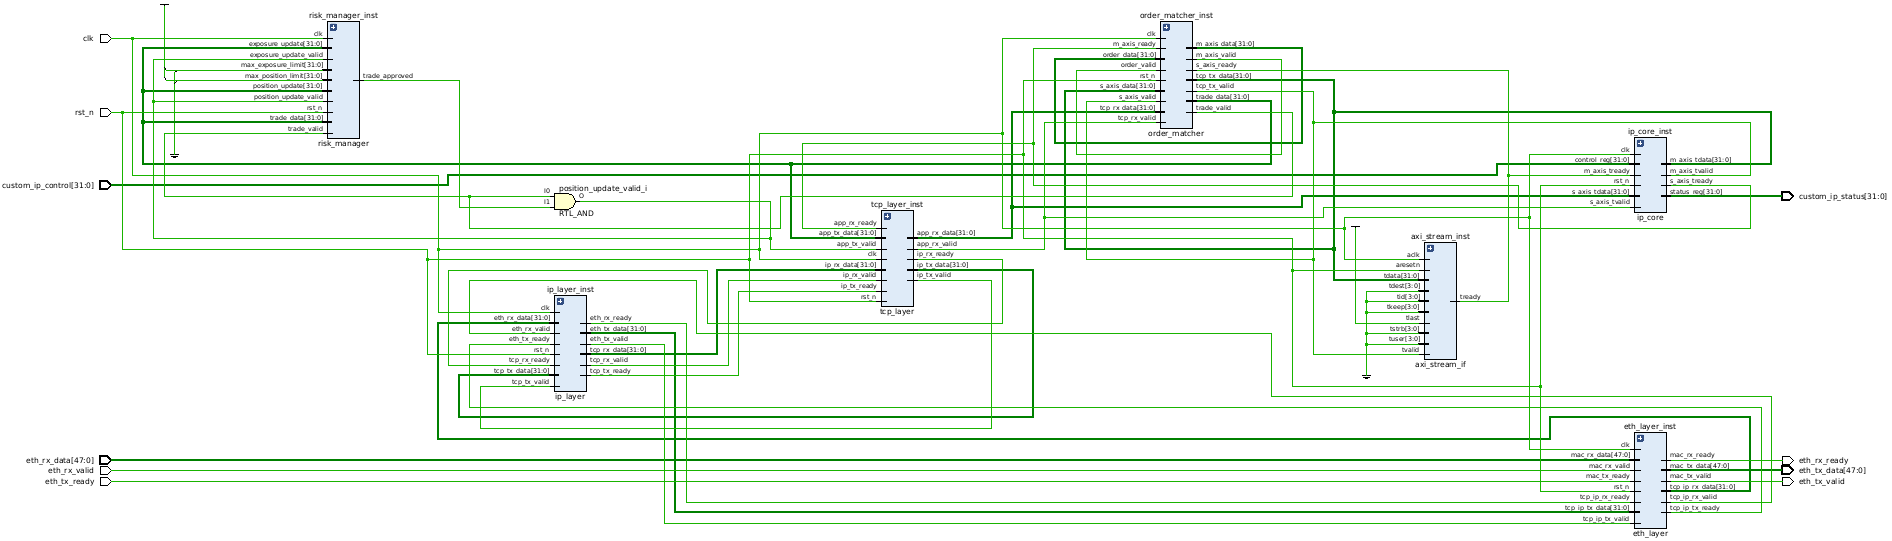 clk
rst_n
custom_ip_control[31:0]
eth_rx_data[47:0]
eth_rx_valid
eth_tx_ready
risk_manager_inst
clk
exposure_update[31:0]
exposure_update_valid
max_exposure_limit[31:0]
max_position_limit[31:0]
position_update[31:0]
position_update_valid
rst_n
trade_data[31:0]
trade_valid
trade_approved
risk_manager
position_update_valid_i
I0
I1
O
RTL_AND
ip_layer_inst
clk
eth_rx_data[31:0]
eth_rx_valid
eth_tx_ready
rst_n
tcp_rx_ready
tcp_tx_data[31:0]
tcp_tx_valid
eth_rx_ready
eth_tx_data[31:0]
eth_tx_valid
tcp_rx_data[31:0]
tcp_rx_valid
tcp_tx_ready
ip_layer
tcp_layer_inst
app_rx_ready
app_tx_data[31:0]
app_tx_valid
clk
ip_rx_data[31:0]
ip_rx_valid
ip_tx_ready
rst_n
app_rx_data[31:0]
app_rx_valid
ip_rx_ready
ip_tx_data[31:0]
ip_tx_valid
tcp_layer
order_matcher_inst
clk
m_axis_ready
order_data[31:0]
order_valid
rst_n
s_axis_data[31:0]
s_axis_valid
tcp_rx_data[31:0]
tcp_rx_valid
m_axis_data[31:0]
m_axis_valid
s_axis_ready
tcp_tx_data[31:0]
tcp_tx_valid
trade_data[31:0]
trade_valid
order_matcher
axi_stream_inst
aclk
aresetn
tdata[31:0]
tdest[3:0]
tid[3:0]
tkeep[3:0]
tlast
tstrb[3:0]
tuser[3:0]
tvalid
tready
axi_stream_if
ip_core_inst
clk
control_reg[31:0]
m_axis_tready
rst_n
s_axis_tdata[31:0]
s_axis_tvalid
m_axis_tdata[31:0]
m_axis_tvalid
s_axis_tready
status_reg[31:0]
ip_core
eth_layer_inst
clk
mac_rx_data[47:0]
mac_rx_valid
mac_tx_ready
rst_n
tcp_ip_rx_ready
tcp_ip_tx_data[31:0]
tcp_ip_tx_valid
mac_rx_ready
mac_tx_data[47:0]
mac_tx_valid
tcp_ip_rx_data[31:0]
tcp_ip_rx_valid
tcp_ip_tx_ready
eth_layer
custom_ip_status[31:0]
eth_rx_ready
eth_tx_data[47:0]
eth_tx_valid